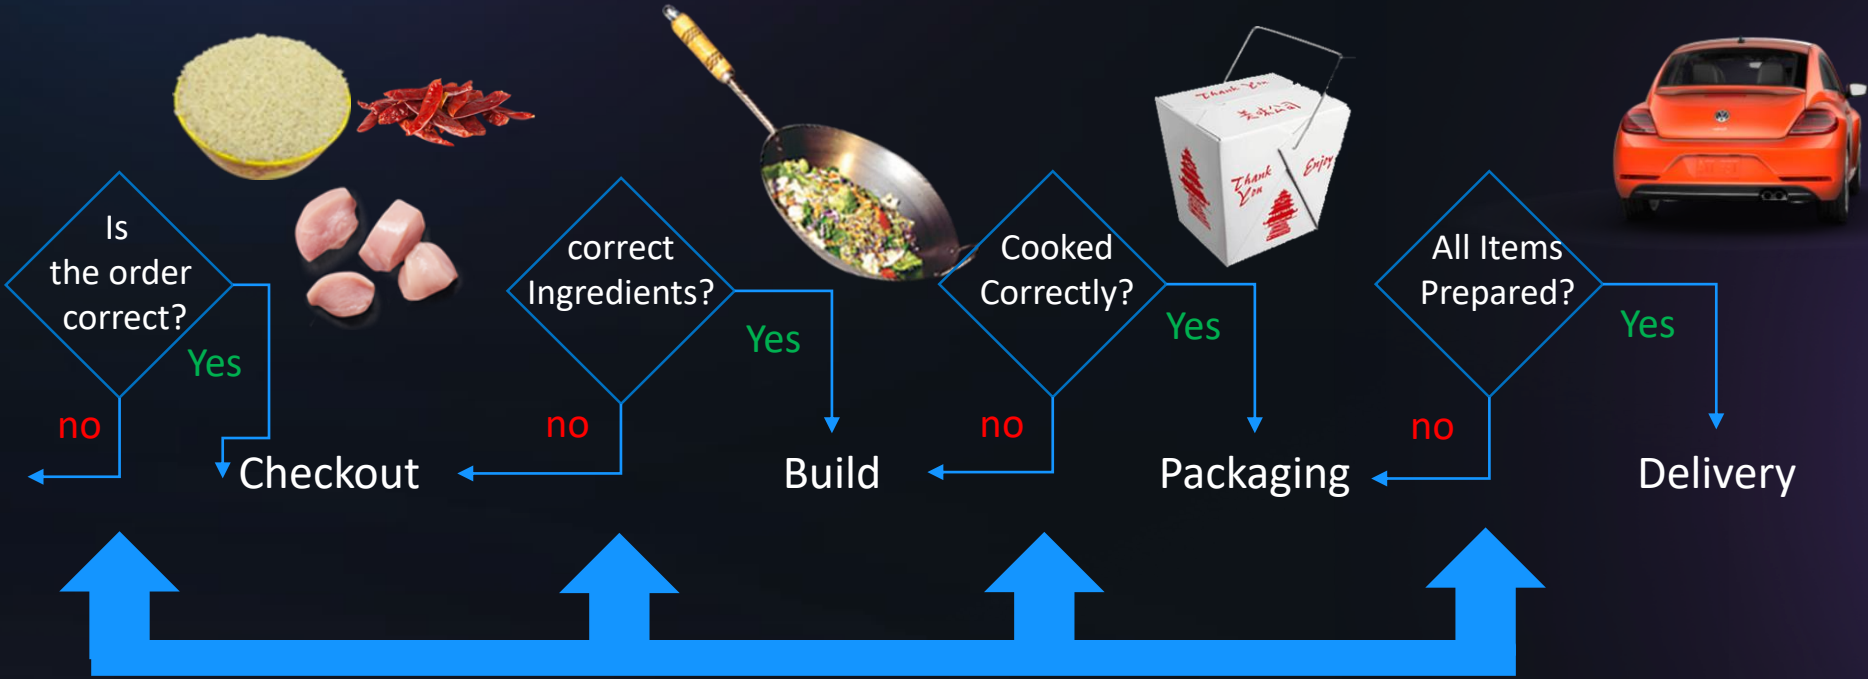 Is
the order
correct?
Yes
no
Checkout
correct
Ingredients?
Yes
no
Build
Cooked
Correctly?
Yes
no
Packaging
Thank You
Thank
You
Enjoy
All Items
Prepared?
Yes
no
Delivery